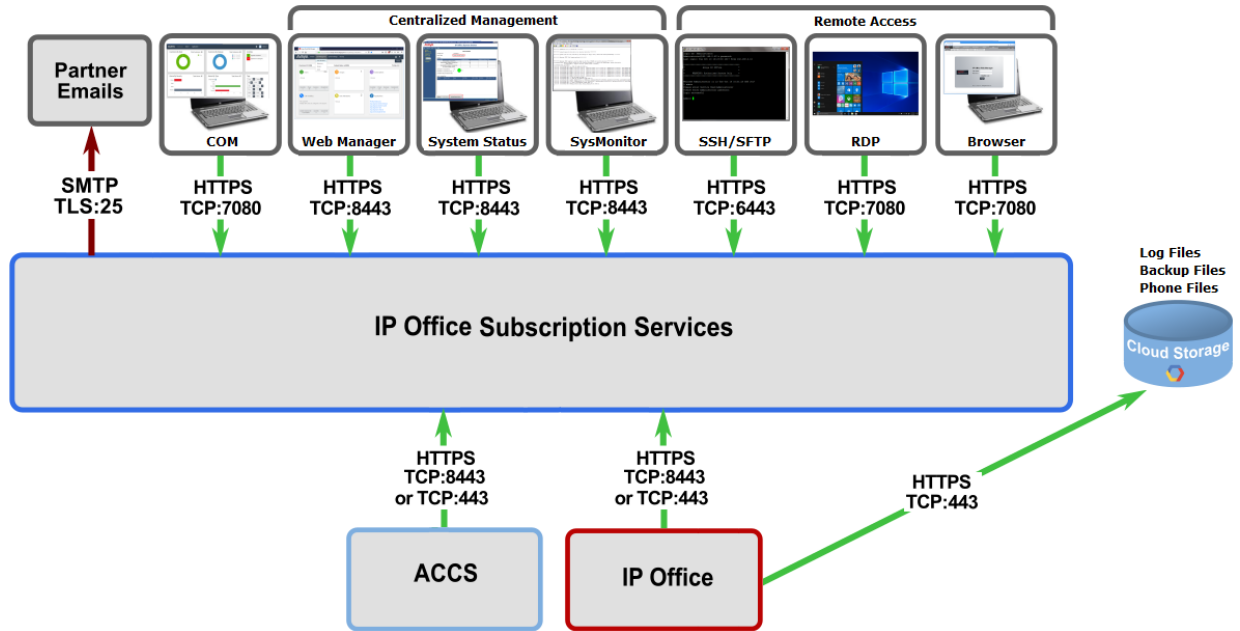 Centralized Management
Remote Access
Partner
Emails
COM
Web Manager
System Status
SysMonitor
SSH/SFTP
RDP
Browser
SMTP
TLS:25
HTTPS
TCP:7080
HTTPS
TCP:8443
HTTPS
TCP:8443
HTTPS
TCP:8443
HTTPS
TCP:6443
HTTPS
TCP:7080
HTTPS
TCP:7080
IP Office Subscription Services
Log Files
Backup Files
Phone Files
Cloud Storage
HTTPS
TCP:8443
or TCP:443
HTTPS
TCP:8443
or TCP:443
HTTPS
TCP:443
ACCS
IP Office